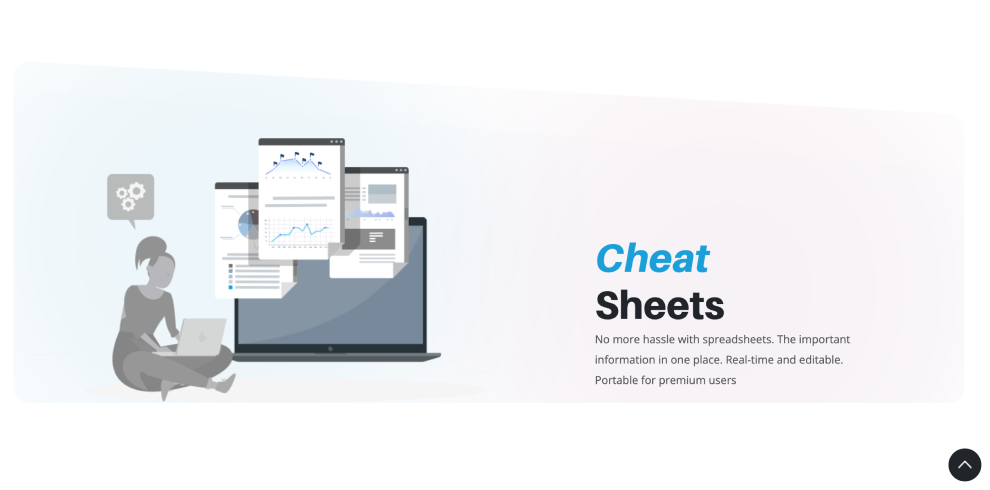 Cheat
Sheets
No more hassle with spreadsheets. The important
information in one place. Real-time and editable.
Portable for premium users